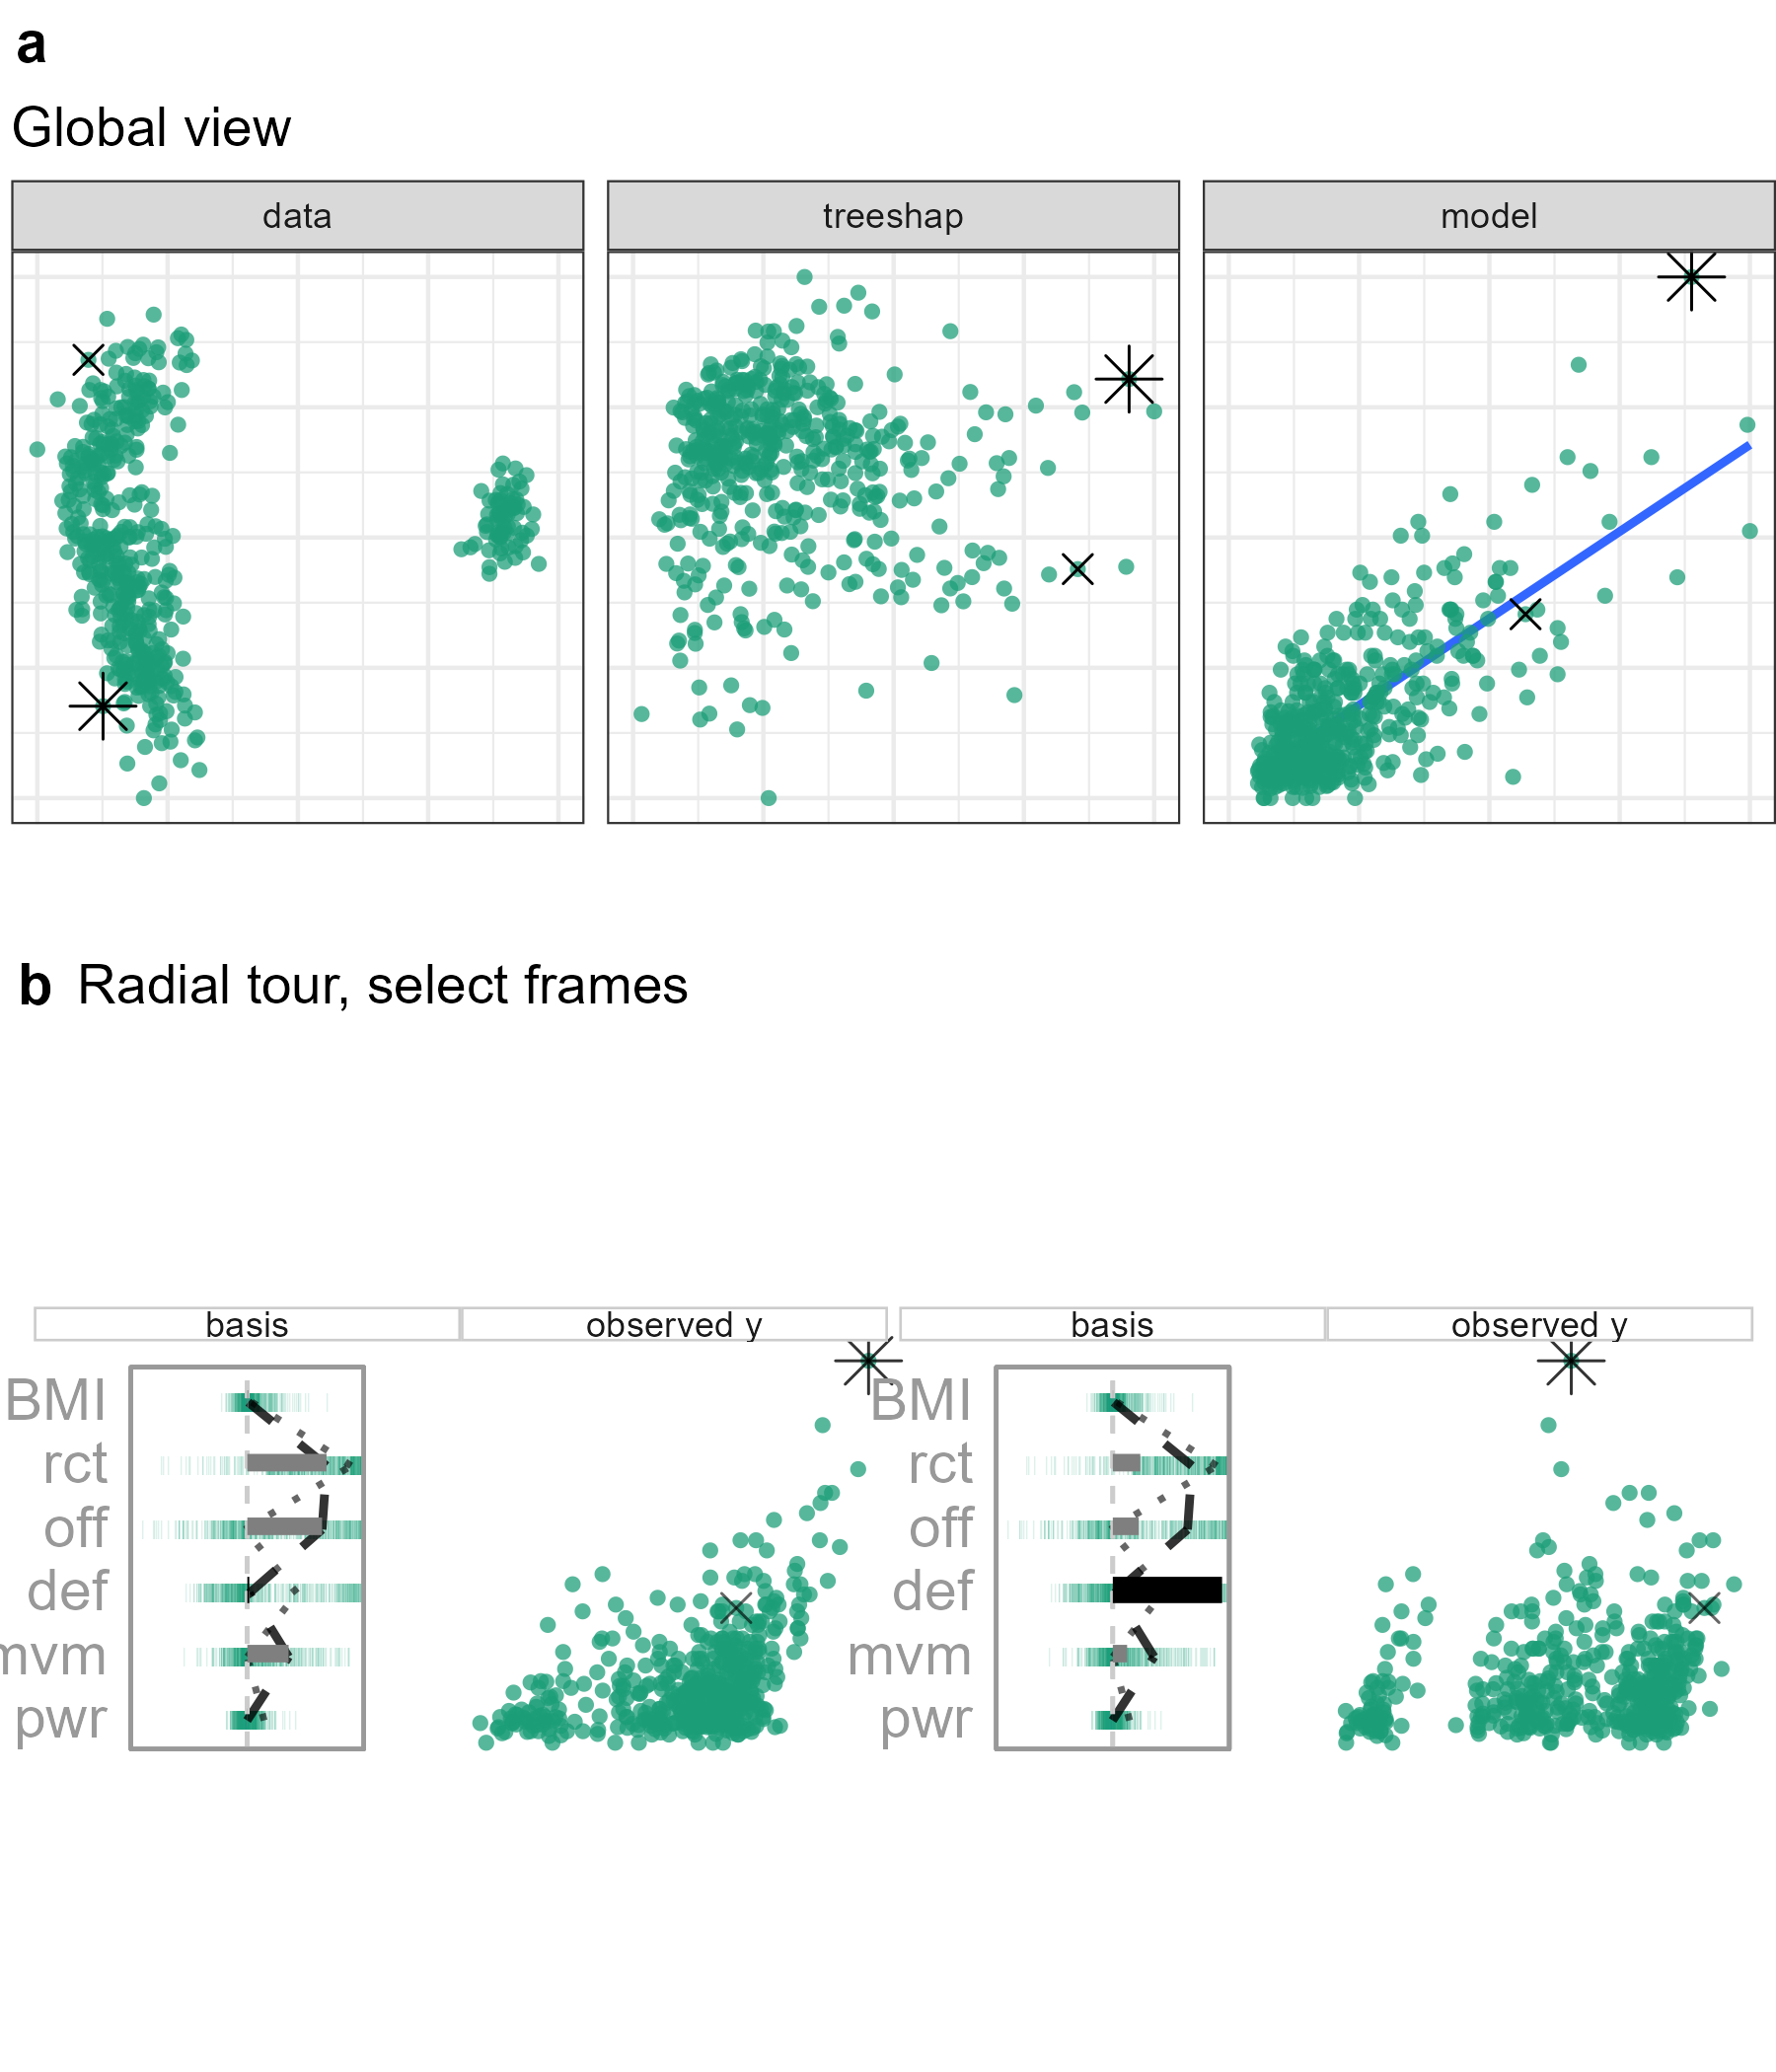 a
Global view
data treeshap model
b Radial tour, select frames
basis observed y basis observed y
BMI BMI
rct rct
off off
def def
mvm mvm
pwr pwr